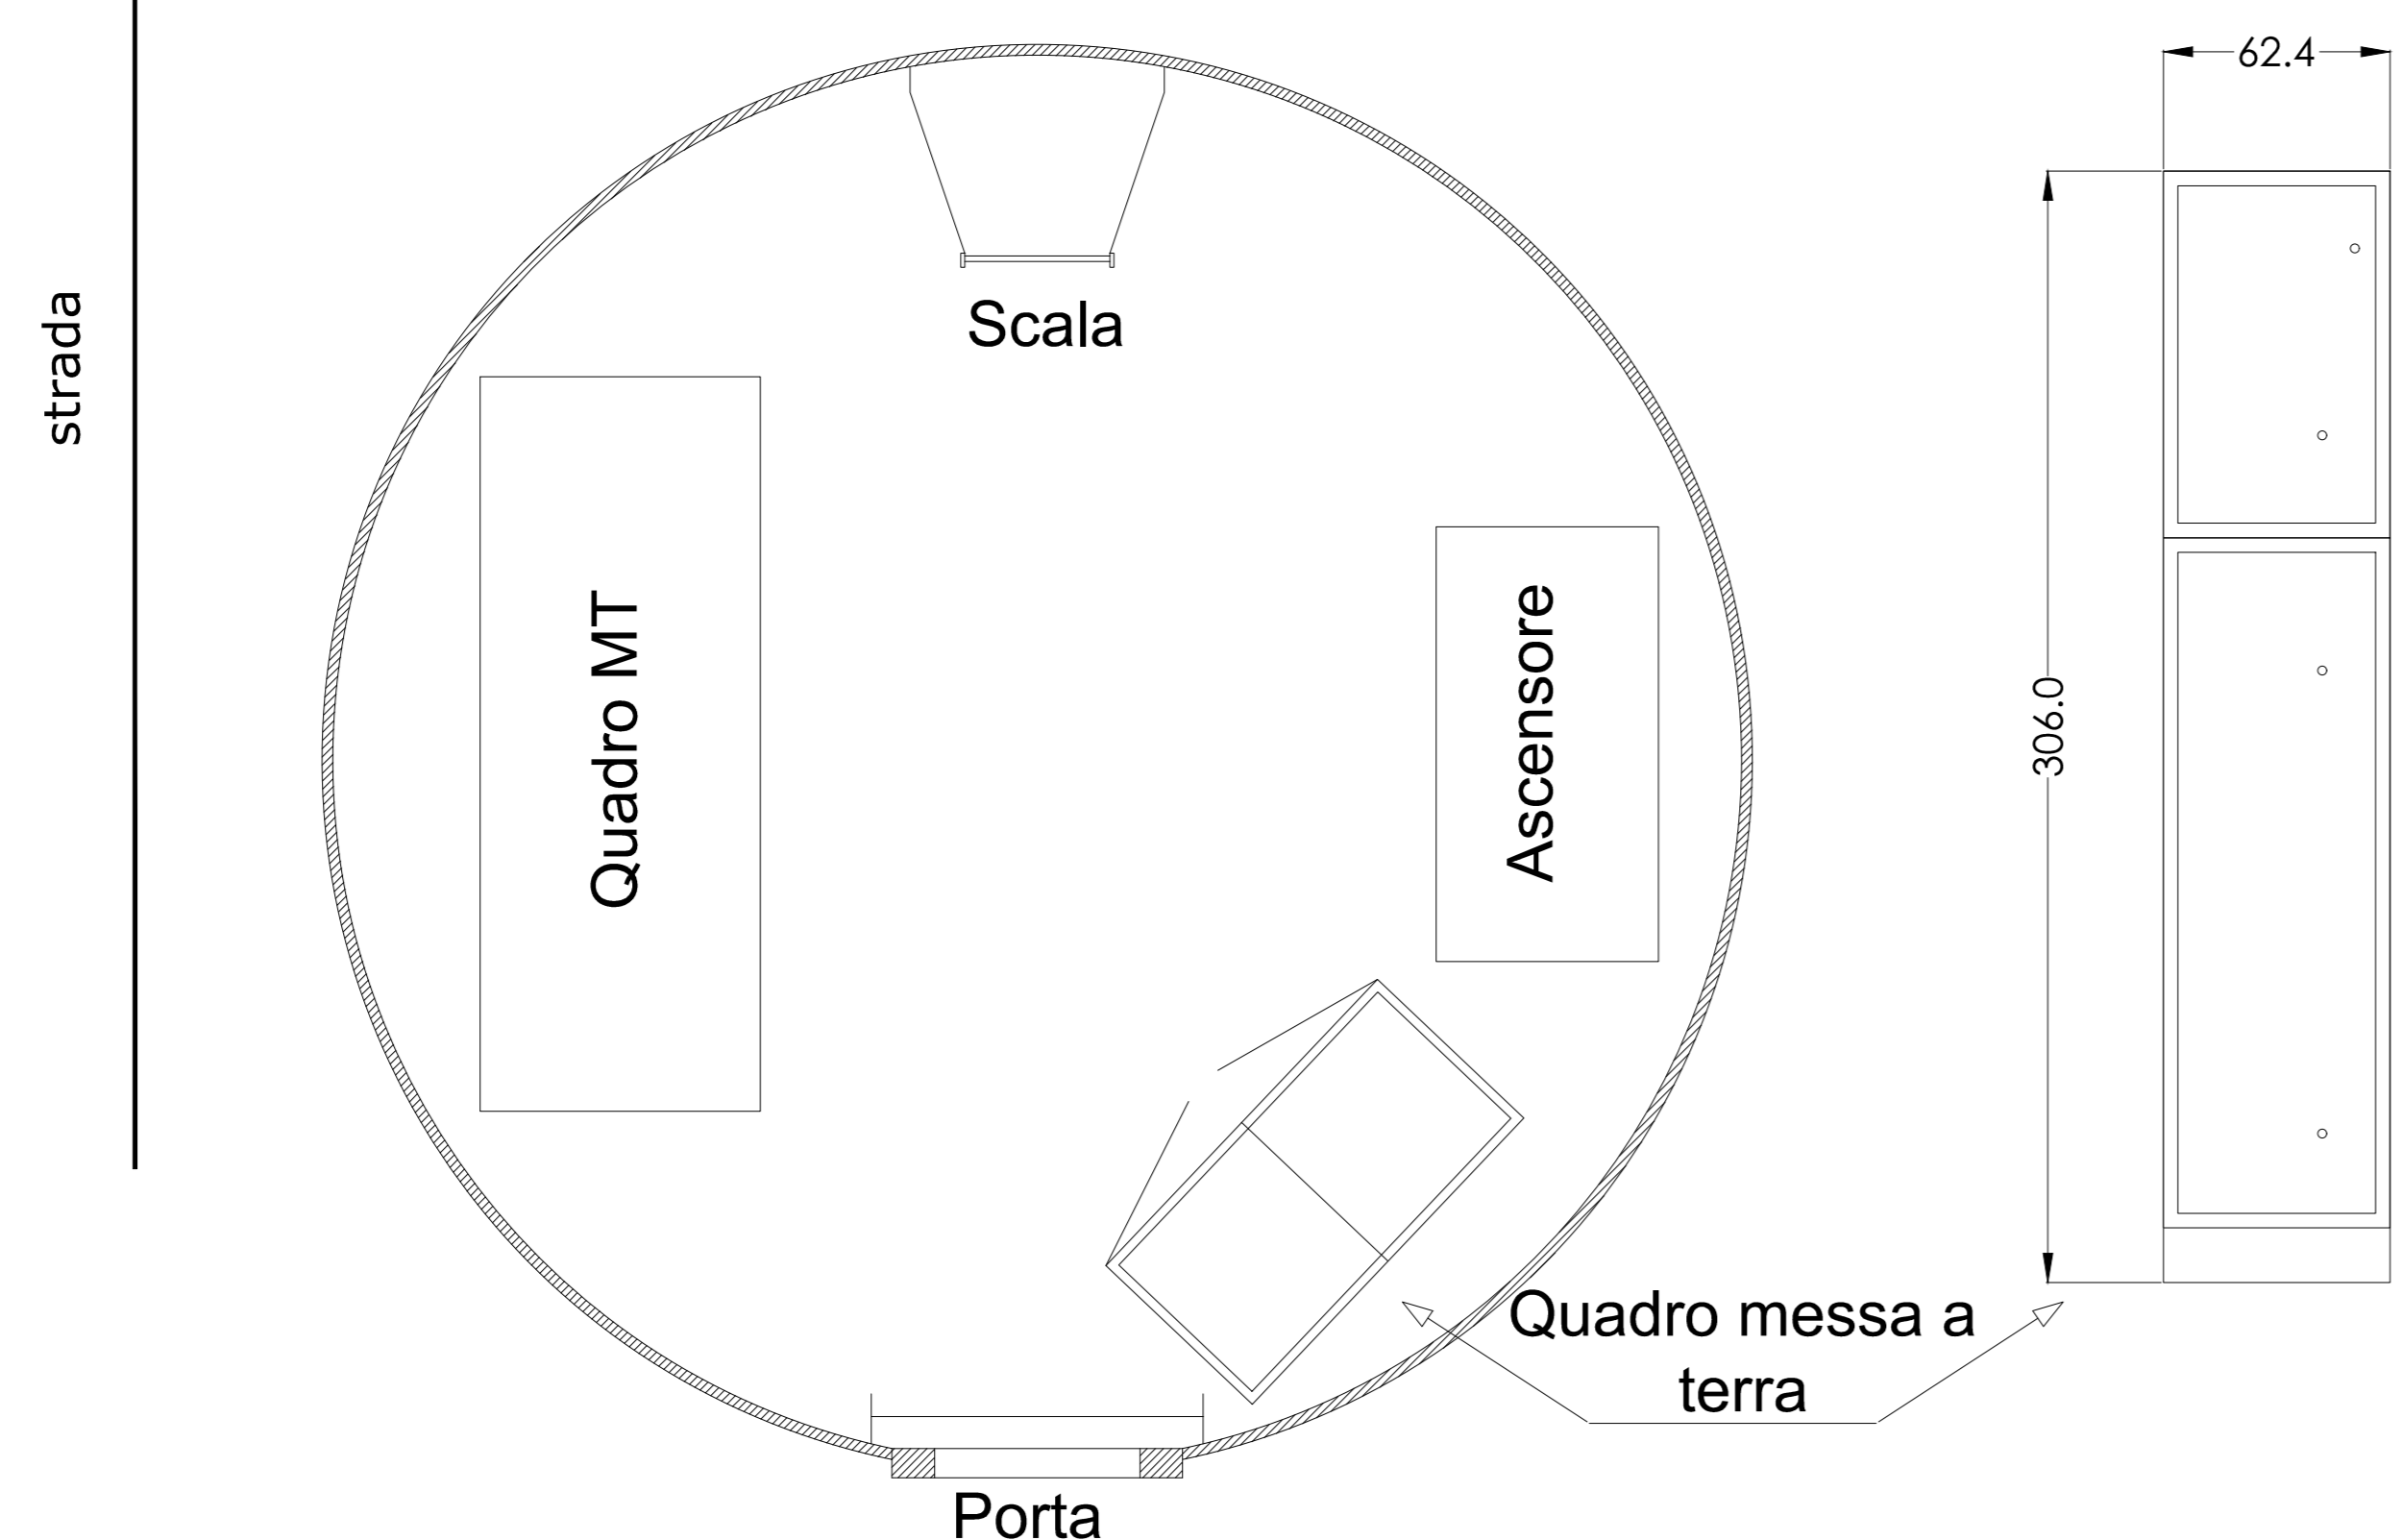 62.4
strada
Scala
Quadro MT
Ascensore
306.0
Quadro messa a
terra
Porta